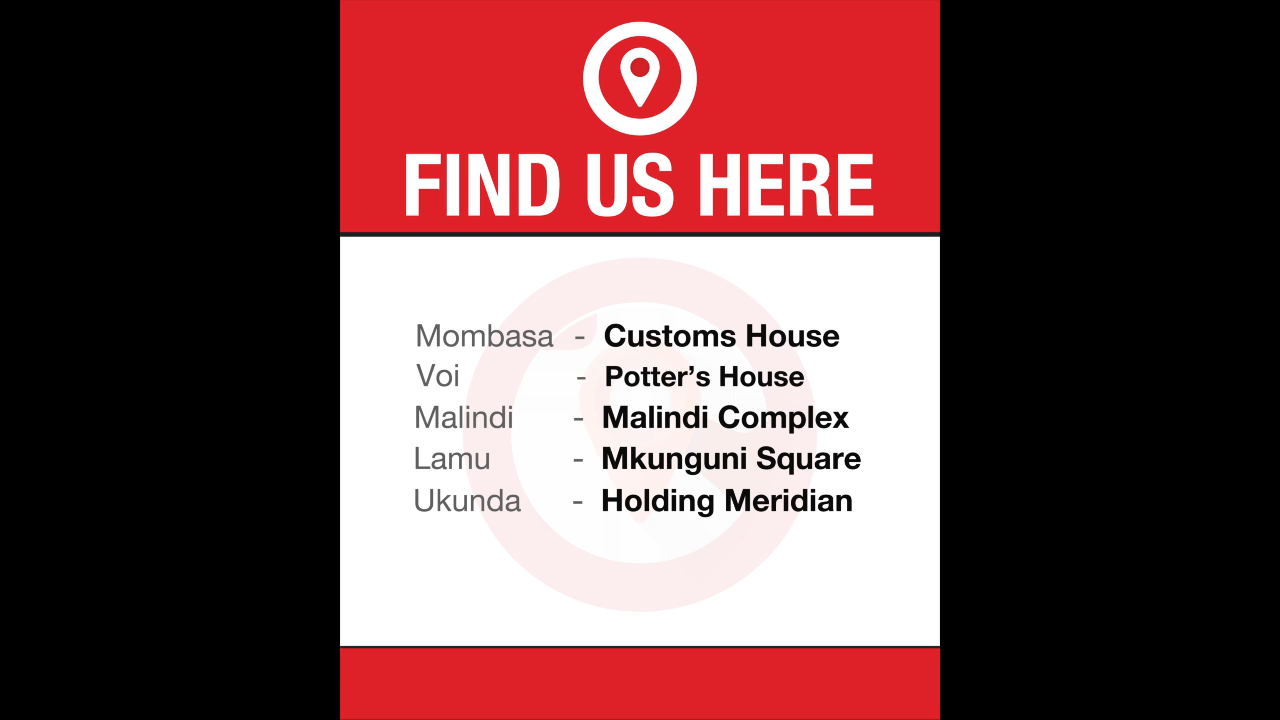 FIND US HERE
Mombasa - Customs House
Voi - Potter’s House
Malindi - Malindi Complex
Lamu - Mkunguni Square
Ukunda - Holding Meridian